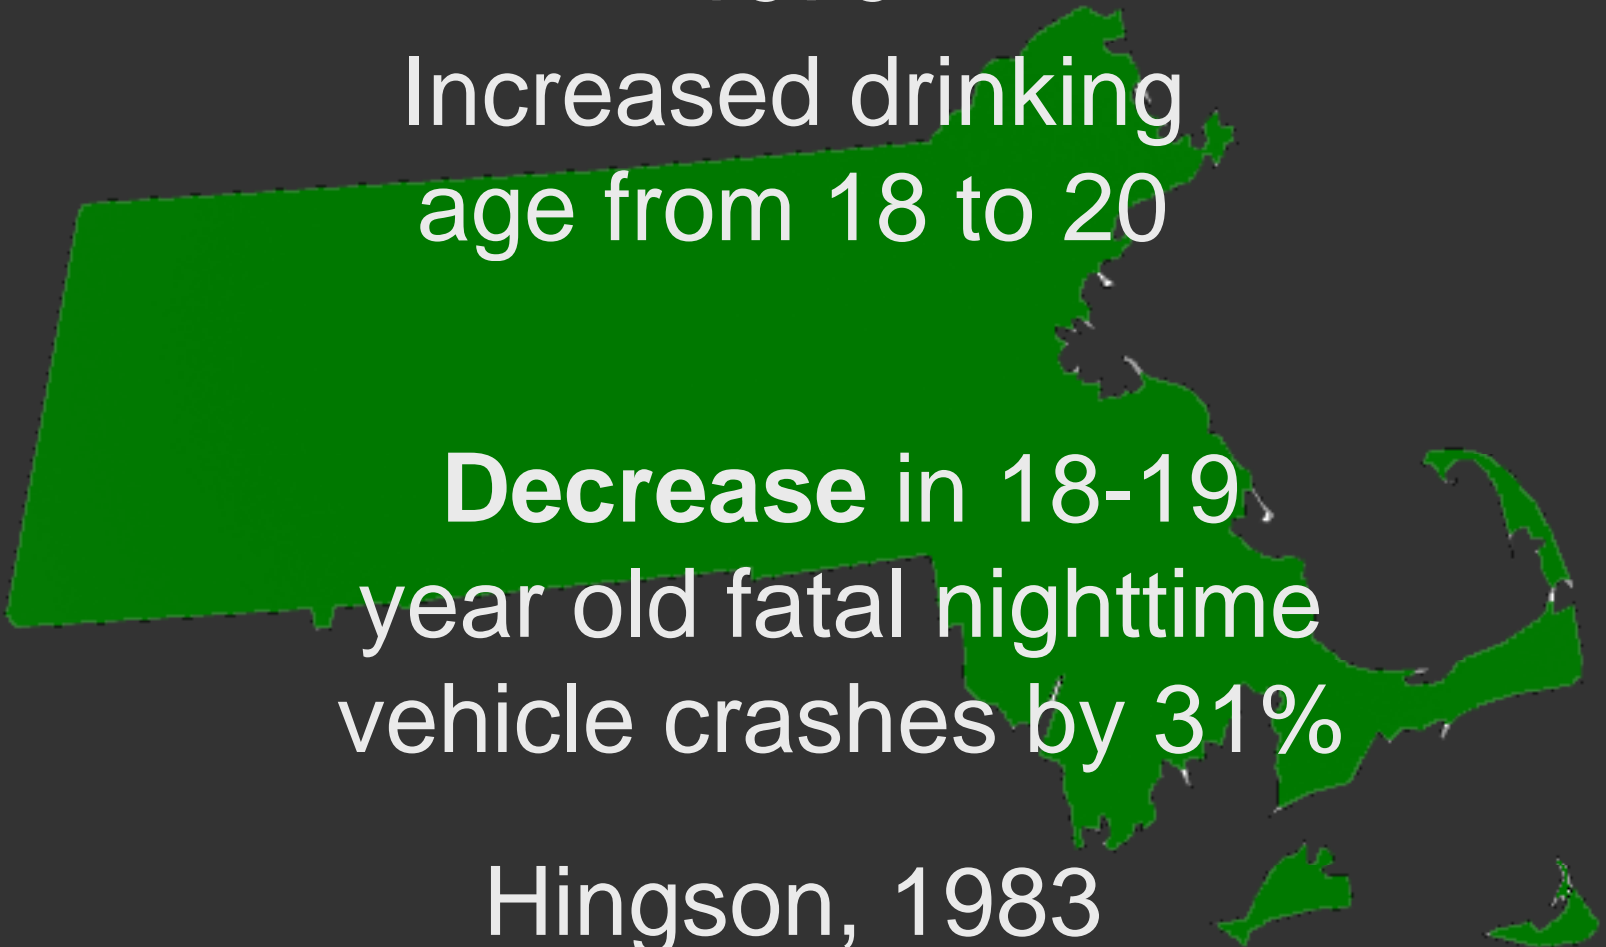 Increased drinking
age from 18 to 20
Decrease in 18-19
year old fatal nighttime
vehicle crashes by 31%
Hingson, 1983